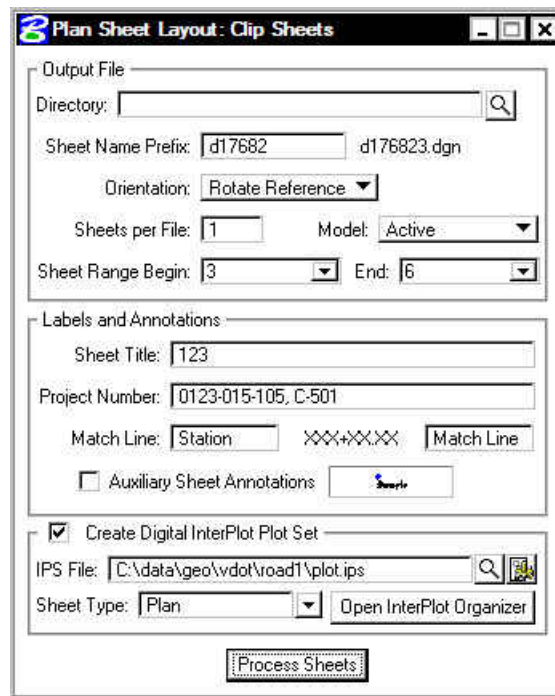 Plan Sheet Layout: Clip Sheets
Output File
Directory:
Sheet Name Prefix: d17682 d176823.dgn
Orientation: Rotate Reference
Sheets per File: 1 Model: Active
Sheet Range Begin: 3 End: 6
Labels and Annotations
Sheet Title: 123
Project Number: 0123-015-105, C-501
Match Line: Station XXX+XX.XX Match Line
Auxiliary Sheet Annotations Sample
Create Digital InterPlot Plot Set
IPS File: C:\data\geo\vdot\road1\plot.ips
Sheet Type: Plan Open InterPlot Organizer
Process Sheets